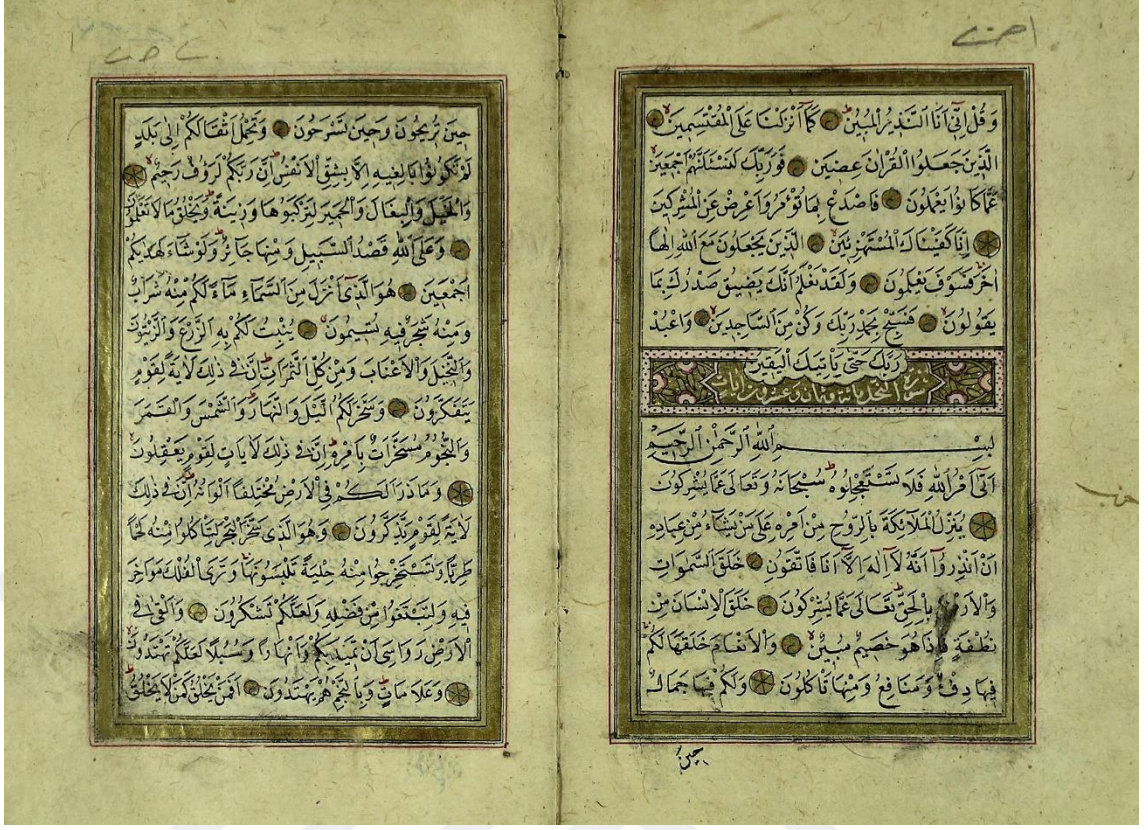 وَقُلْ اِنّٖى اَنَا النَّذٖيرُ الْمُبٖينُ كَمَا اَنْزَلْنَا عَلَى الْمُقْتَسِمٖينَ
الَّذٖينَ جَعَلُوا الْقُرْاٰنَ عِضٖينَ فَوَرَبِّكَ لَنَسْـَٔلَنَّهُمْ اَجْمَعٖينَ
عَمَّا كَانُوا يَعْمَلُونَ فَاصْدَعْ بِمَا تُؤْمَرُ وَاَعْرِضْ عَنِ الْمُشْرِكٖينَ
اِنَّا كَفَيْنَاكَ الْمُسْتَهْزِئٖينَ الَّذٖينَ يَجْعَلُونَ مَعَ اللّٰهِ اِلٰهًا
اٰخَرَ فَسَوْفَ يَعْلَمُونَ وَلَقَدْ نَعْلَمُ اَنَّكَ يَضٖيقُ صَدْرُكَ بِمَا
يَقُولُونَ فَسَبِّحْ بِحَمْدِ رَبِّكَ وَكُنْ مِنَ السَّاجِدٖينَ وَاعْبُدْ
رَبَّكَ حَتّٰى يَاْتِيَكَ الْيَقٖينُ
سورة النحل مائة وثمان وعشرون ايات
بِسْمِ اللّٰهِ الرَّحْمٰنِ الرَّحٖيمِ
اَتٰٓى اَمْرُ اللّٰهِ فَلَا تَسْتَعْجِلُوهُ سُبْحَانَهُ وَتَعَالٰى عَمَّا يُشْرِكُونَ
يُنَزِّلُ الْمَلٰٓئِكَةَ بِالرُّوحِ مِنْ اَمْرِهٖ عَلٰى مَنْ يَشَٓاءُ مِنْ عِبَادِهٖٓ
اَنْ اَنْذِرُٓوا اَنَّهُ لَٓا اِلٰهَ اِلَّٓا اَنَا فَاتَّقُونِ خَلَقَ السَّمٰوَاتِ
وَالْاَرْضَ بِالْحَقِّ تَعَالٰى عَمَّا يُشْرِكُونَ خَلَقَ الْاِنْسَانَ مِنْ
نُطْفَةٍ فَاِذَا هُوَ خَصٖيمٌ مُبٖينٌ وَالْاَنْعَامَ خَلَقَهَا لَكُمْ
فٖيهَا دِفْءٌ وَمَنَافِعُ وَمِنْهَا تَاْكُلُونَ وَلَكُمْ فٖيهَا جَمَالٌ
حٖينَ
حٖينَ تُرٖيحُونَ وَحٖينَ تَسْرَحُونَ وَتَحْمِلُ اَثْقَالَكُمْ اِلٰى بَلَدٍ
لَمْ تَكُونُوا بَالِغٖيهِ اِلَّا بِشِقِّ الْاَنْفُسِ اِنَّ رَبَّكُمْ لَرَؤُفٌ رَحٖيمٌ
وَالْخَيْلَ وَالْبِغَالَ وَالْحَمٖيرَ لِتَرْكَبُوهَا وَزٖينَةً وَيَخْلُقُ مَا لَا تَعْلَمُونَ
وَعَلَى اللّٰهِ قَصْدُ السَّبٖيلِ وَمِنْهَا جَٓائِرٌ وَلَوْ شَٓاءَ لَهَدٰيكُمْ
اَجْمَعٖينَ هُوَ الَّذٖٓى اَنْزَلَ مِنَ السَّمَٓاءِ مَٓاءً لَكُمْ مِنْهُ شَرَابٌ
وَمِنْهُ شَجَرٌ فٖيهِ تُسٖيمُونَ يُنْبِتُ لَكُمْ بِهِ الزَّرْعَ وَالزَّيْتُونَ
وَالنَّخٖيلَ وَالْاَعْنَابَ وَمِنْ كُلِّ الثَّمَرَاتِ اِنَّ فٖى ذٰلِكَ لَاٰيَةً لِقَوْمٍ
يَتَفَكَّرُونَ وَسَخَّرَ لَكُمُ الَّيْلَ وَالنَّهَارَ وَالشَّمْسَ وَالْقَمَرَ
وَالنُّجُومُ مُسَخَّرَاتٌ بِاَمْرِهٖ اِنَّ فٖى ذٰلِكَ لَاٰيَاتٍ لِقَوْمٍ يَعْقِلُونَ
وَمَا ذَرَاَ لَكُمْ فِى الْاَرْضِ مُخْتَلِفًا اَلْوَانُهُ اِنَّ فٖى ذٰلِكَ
لَاٰيَةً لِقَوْمٍ يَذَّكَّرُونَ وَهُوَ الَّذٖى سَخَّرَ الْبَحْرَ لِتَاْكُلُوا مِنْهُ لَحْمًا
طَرِيًّا وَتَسْتَخْرِجُوا مِنْهُ حِلْيَةً تَلْبَسُونَهَا وَتَرَى الْفُلْكَ مَوَاخِرَ
فٖيهِ وَلِتَبْتَغُوا مِنْ فَضْلِهٖ وَلَعَلَّكُمْ تَشْكُرُونَ وَاَلْقٰى فِى
الْاَرْضِ رَوَاسِىَ اَنْ تَمٖيدَ بِكُمْ وَاَنْهَارًا وَسُبُلًا لَعَلَّكُمْ تَهْتَدُونَ
وَعَلَامَاتٍ وَبِالنَّجْمِ هُمْ يَهْتَدُونَ اَفَمَنْ يَخْلُقُ كَمَنْ لَا يَخْلُقُ